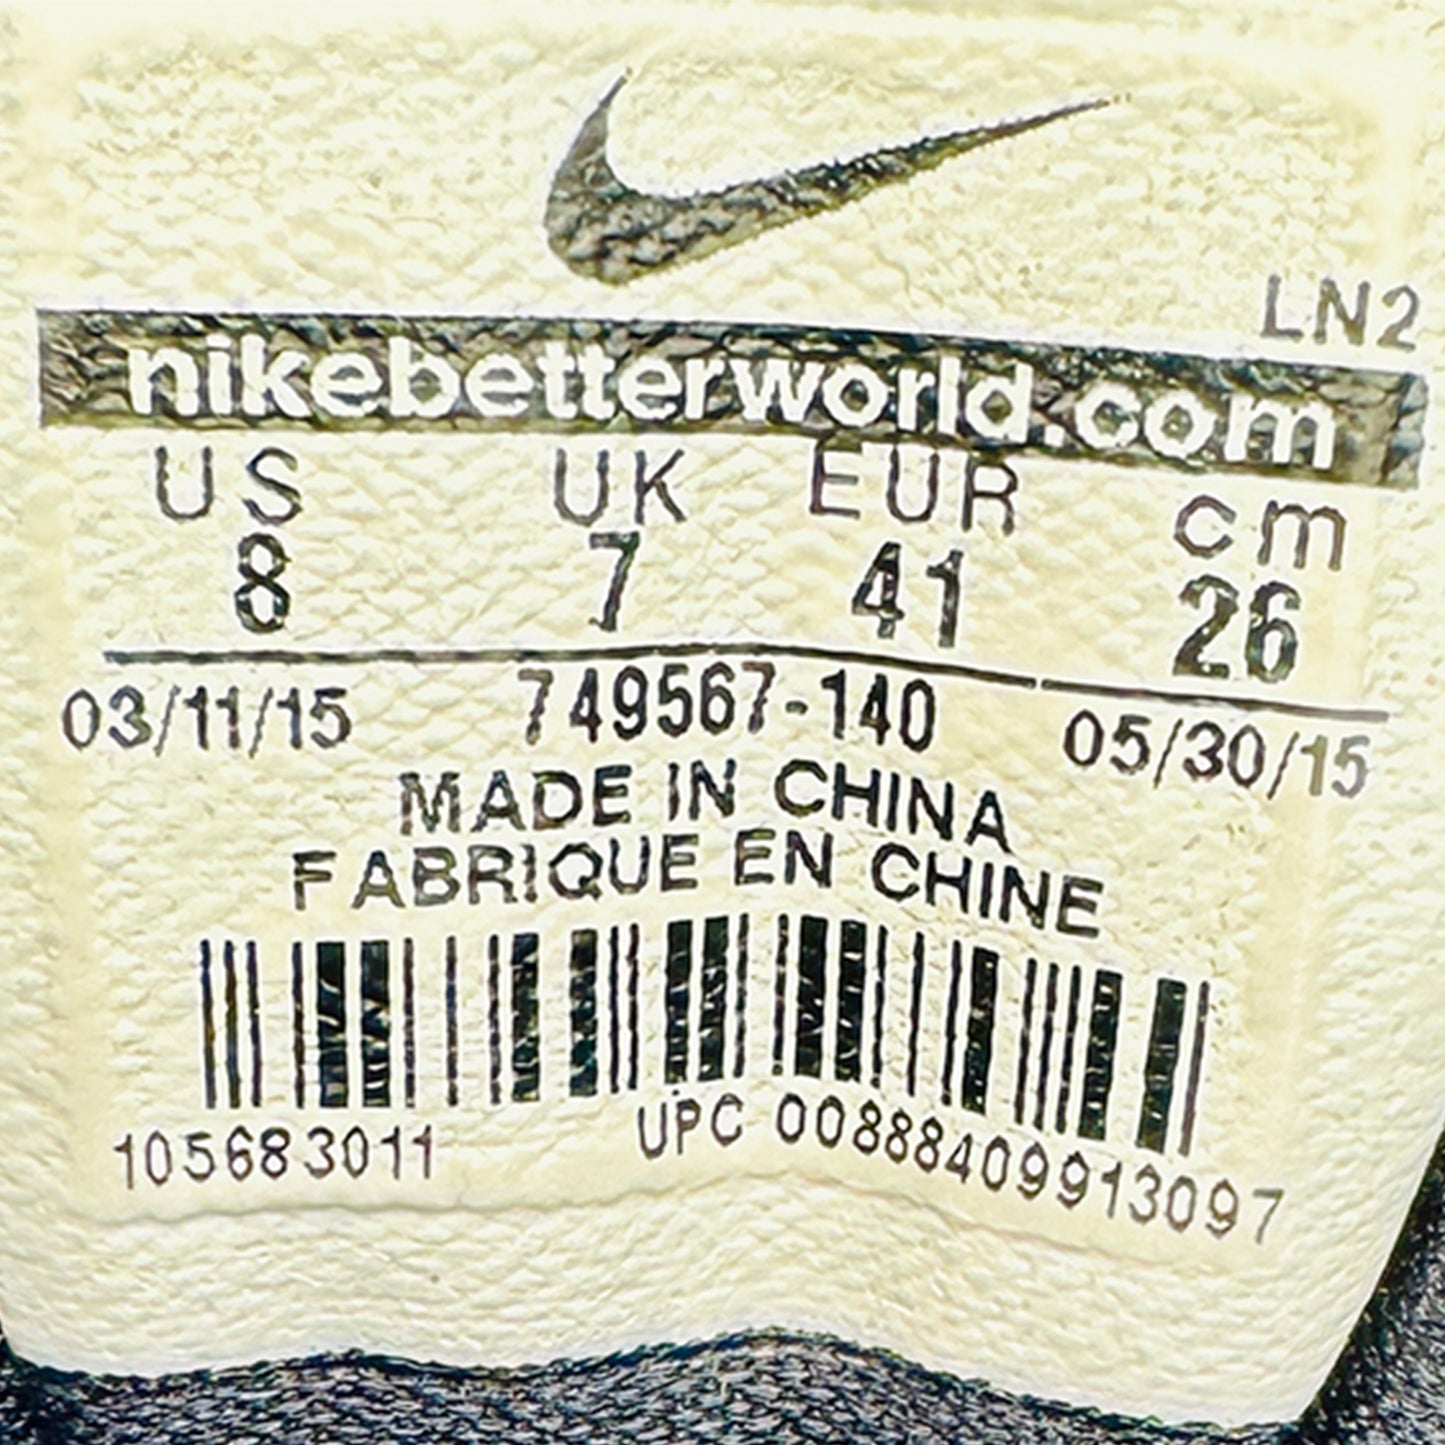 LN2
nikebetterworld.com
US UK EUR cm
8 7 41 26
03/11/15 749567-140 05/30/15
MADE IN CHINA
FABRIQUE EN CHINE
105683011 UPC 00888409913097